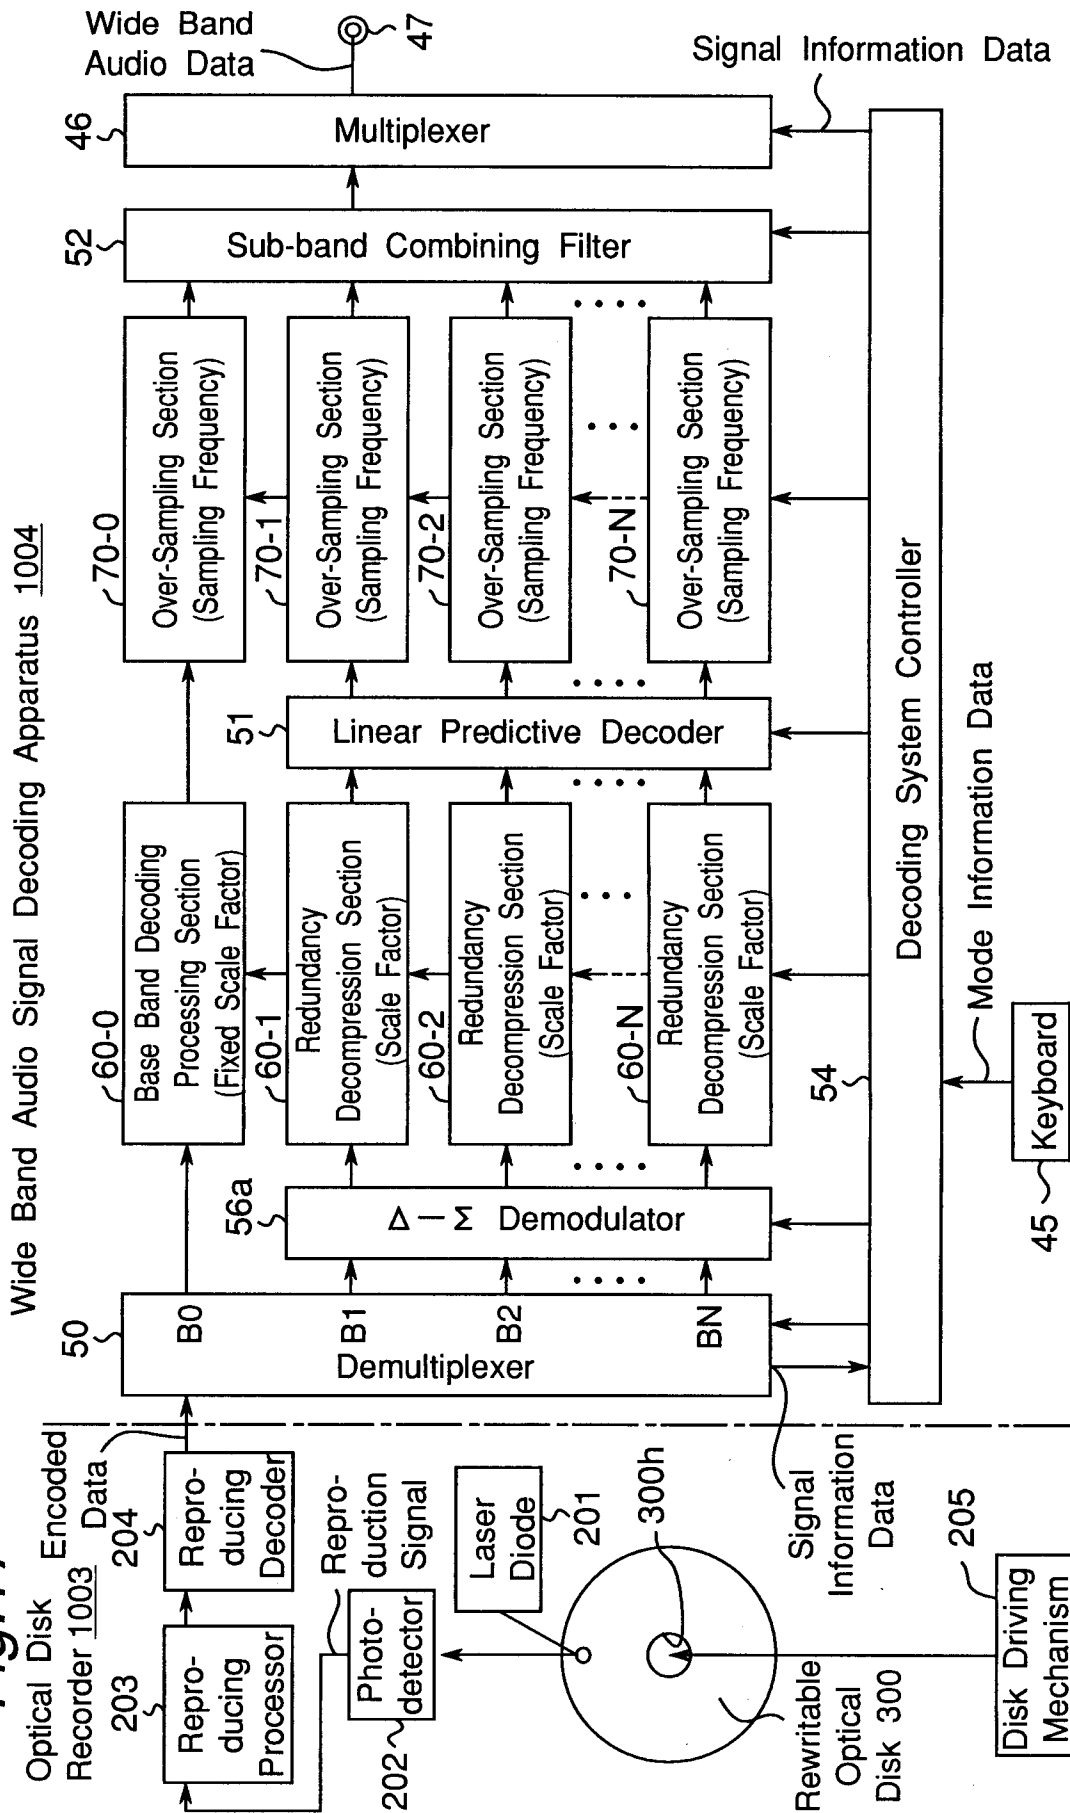 Fig.17
Optical Disk
Recorder 1003
Wide Band Audio Signal Decoding Apparatus 1004
203
Repro-
ducing
Processor
204
Repro-
ducing
Decoder
Encoded
Data
202
Photo-
detector
Repro-
duction
Signal
Laser
Diode
201
300h
Rewritable
Optical
Disk 300
Disk Driving
Mechanism
205
Signal
Information
Data
50
B0
B1
B2
BN
Demultiplexer
56a
Δ－Σ Demodulator
60-0
Base Band Decoding
Processing Section
(Fixed Scale Factor)
60-1
Redundancy
Decompression Section
(Scale Factor)
60-2
Redundancy
Decompression Section
(Scale Factor)
60-N
Redundancy
Decompression Section
(Scale Factor)
51
Linear Predictive Decoder
70-0
Over-Sampling Section
(Sampling Frequency)
70-1
Over-Sampling Section
(Sampling Frequency)
70-2
Over-Sampling Section
(Sampling Frequency)
70-N
Over-Sampling Section
(Sampling Frequency)
52
Sub-band Combining Filter
46
Multiplexer
Wide Band
Audio Data
47
Signal Information Data
54
Decoding System Controller
45
Keyboard
Mode Information Data